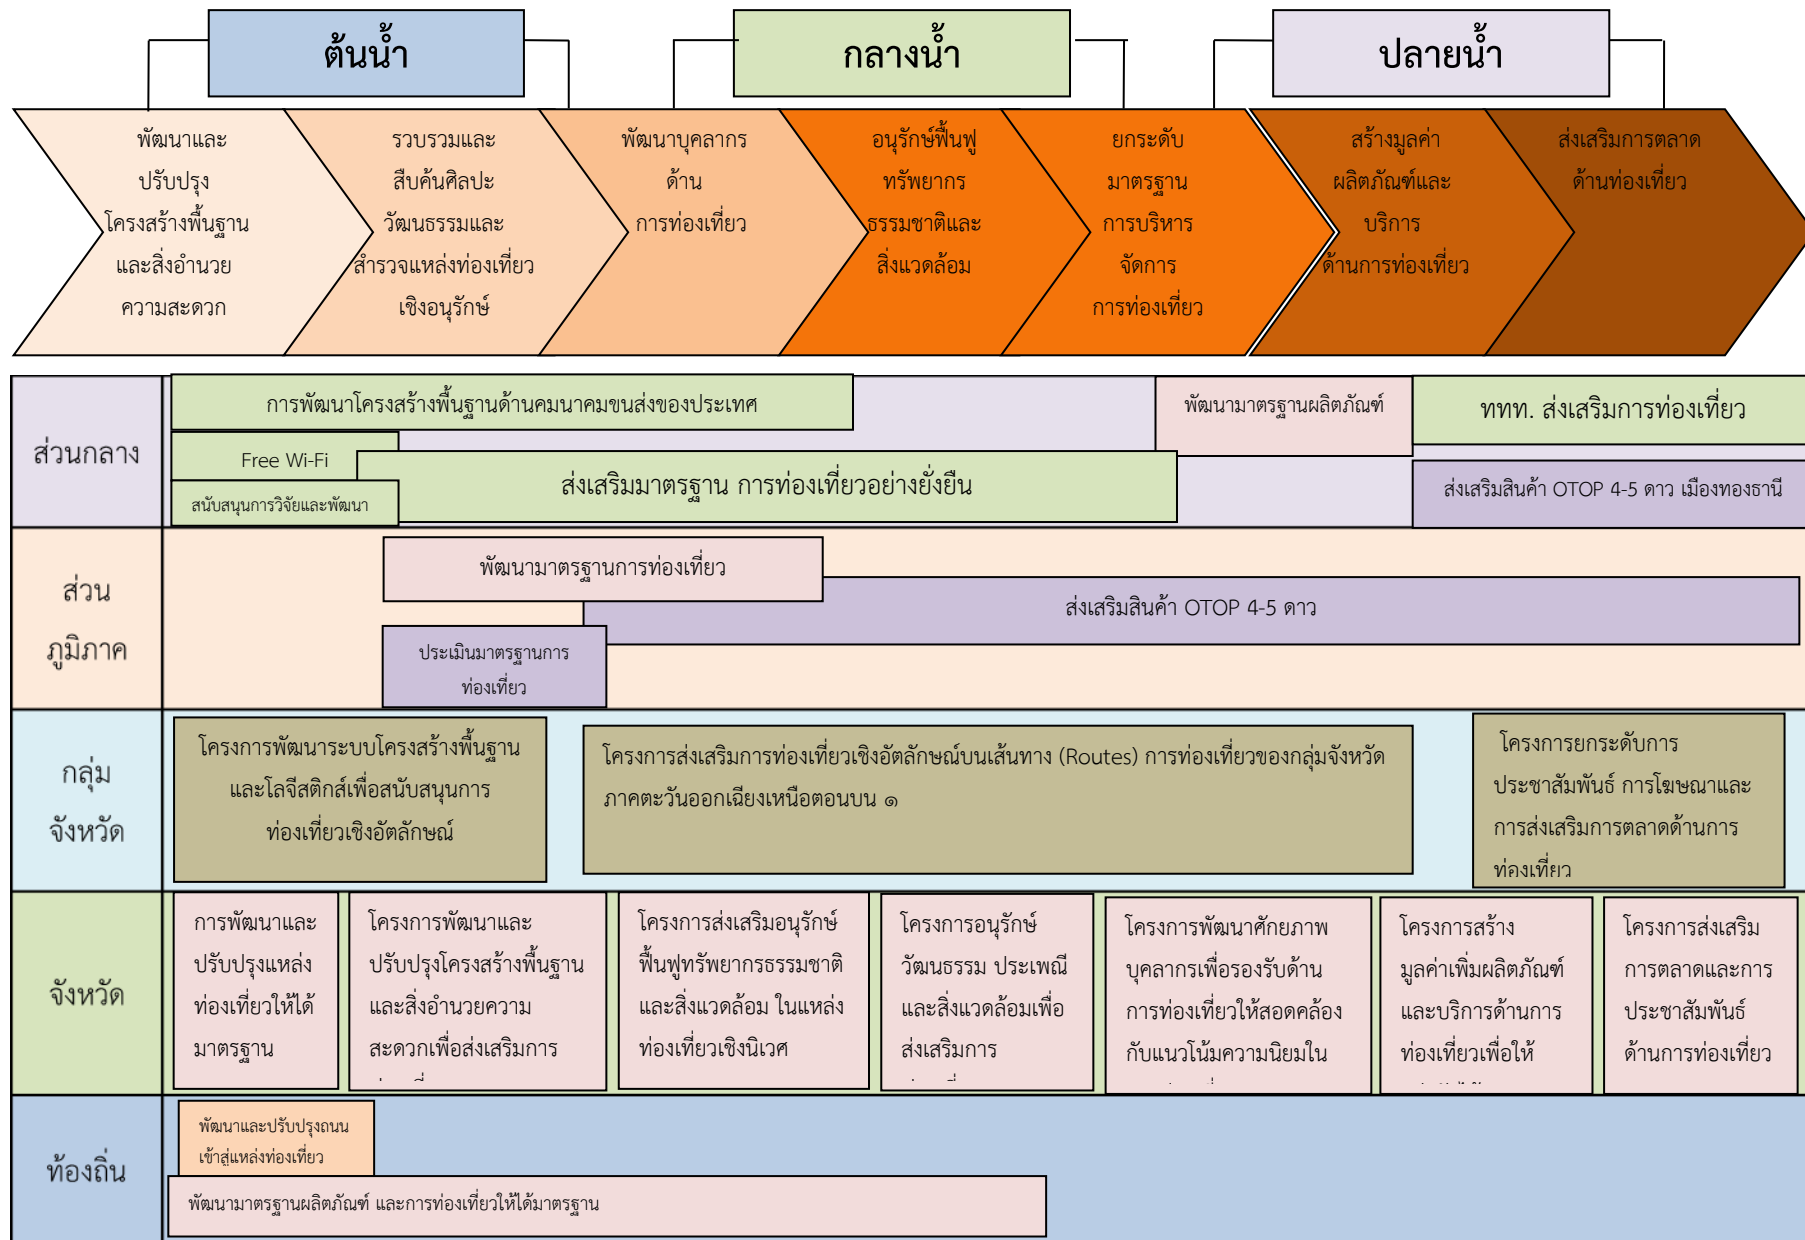 ต้นน้ำ
กลางน้ำ
ปลายน้ำ
พัฒนาและ
ปรับปรุง
โครงสร้างพื้นฐาน
และสิ่งอำนวย
ความสะดวก
รวบรวมและ
สืบค้นศิลปะ
วัฒนธรรมและ
สำรวจแหล่งท่องเที่ยว
เชิงอนุรักษ์
พัฒนาบุคลากร
ด้าน
การท่องเที่ยว
อนุรักษ์ฟื้นฟู
ทรัพยากร
ธรรมชาติและ
สิ่งแวดล้อม
ยกระดับ
มาตรฐาน
การบริหาร
จัดการ
การท่องเที่ยว
สร้างมูลค่า
ผลิตภัณฑ์และ
บริการ
ด้านการท่องเที่ยว
ส่งเสริมการตลาด
ด้านท่องเที่ยว
ส่วนกลาง
การพัฒนาโครงสร้างพื้นฐานด้านคมนาคมขนส่งของประเทศ
Free Wi-Fi
สนับสนุนการวิจัยและพัฒนา
ส่งเสริมมาตรฐาน การท่องเที่ยวอย่างยั่งยืน
พัฒนามาตรฐานผลิตภัณฑ์
ททท. ส่งเสริมการท่องเที่ยว
ส่งเสริมสินค้า OTOP 4-5 ดาว เมืองทองธานี
ส่วน
ภูมิภาค
พัฒนามาตรฐานการท่องเที่ยว
ส่งเสริมสินค้า OTOP 4-5 ดาว
ประเมินมาตรฐานการ
ท่องเที่ยว
กลุ่ม
จังหวัด
โครงการพัฒนาระบบโครงสร้างพื้นฐาน
และโลจีสติกส์เพื่อสนับสนุนการ
ท่องเที่ยวเชิงอัตลักษณ์
โครงการส่งเสริมการท่องเที่ยวเชิงอัตลักษณ์บนเส้นทาง (Routes) การท่องเที่ยวของกลุ่มจังหวัด
ภาคตะวันออกเฉียงเหนือตอนบน ๑
โครงการยกระดับการ
ประชาสัมพันธ์ การโฆษณาและ
การส่งเสริมการตลาดด้านการ
ท่องเที่ยว
จังหวัด
การพัฒนาและ
ปรับปรุงแหล่ง
ท่องเที่ยวให้ได้
มาตรฐาน
โครงการพัฒนาและ
ปรับปรุงโครงสร้างพื้นฐาน
และสิ่งอำนวยความ
สะดวกเพื่อส่งเสริมการ
โครงการส่งเสริมอนุรักษ์
ฟื้นฟูทรัพยากรธรรมชาติ
และสิ่งแวดล้อม ในแหล่ง
ท่องเที่ยวเชิงนิเวศ
โครงการอนุรักษ์
วัฒนธรรม ประเพณี
และสิ่งแวดล้อมเพื่อ
ส่งเสริมการ
โครงการพัฒนาศักยภาพ
บุคลากรเพื่อรองรับด้าน
การท่องเที่ยวให้สอดคล้อง
กับแนวโน้มความนิยมใน
โครงการสร้าง
มูลค่าเพิ่มผลิตภัณฑ์
และบริการด้านการ
ท่องเที่ยวเพื่อให้
โครงการส่งเสริม
การตลาดและการ
ประชาสัมพันธ์
ด้านการท่องเที่ยว
ท้องถิ่น
พัฒนาและปรับปรุงถนน
เข้าสู่แหล่งท่องเที่ยว
พัฒนามาตรฐานผลิตภัณฑ์ และการท่องเที่ยวให้ได้มาตรฐาน